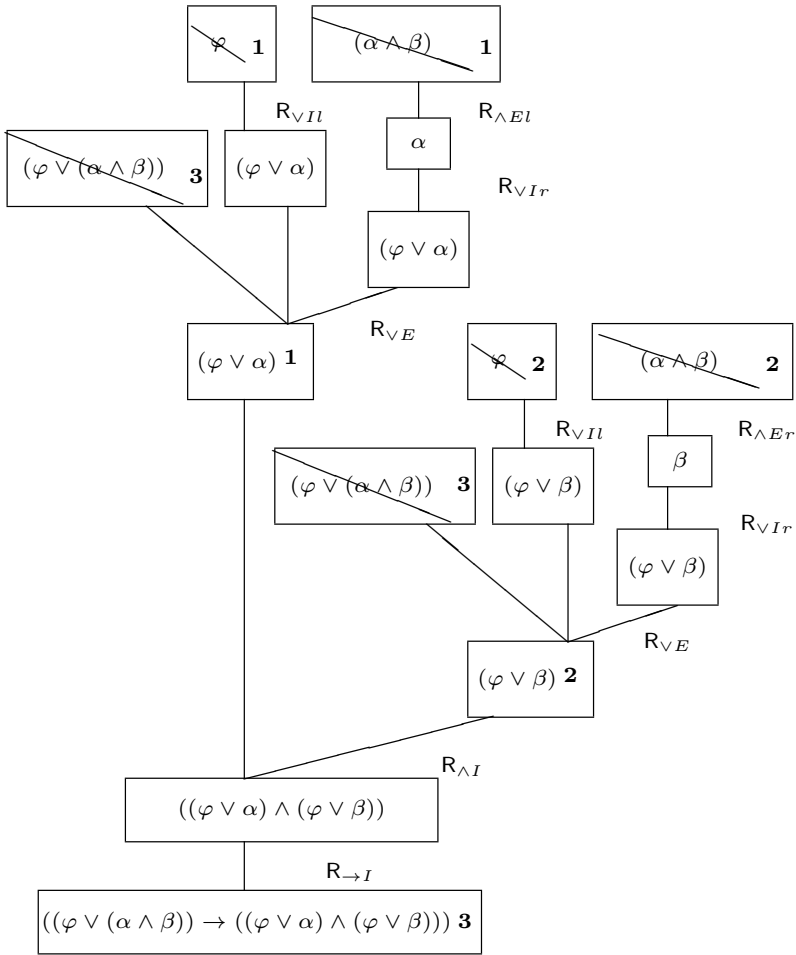 φ 1 (α ∧ β) 1
R∨Il R∧El
α
(φ ∨ (α ∧ β)) 3 (φ ∨ α)
R∨Ir
(φ ∨ α)
R∨E
(φ ∨ α) 1 φ 2 (α ∧ β) 2
R∨Il R∧Er
β
(φ ∨ (α ∧ β)) 3 (φ ∨ β)
R∨Ir
(φ ∨ β)
R∨E
(φ ∨ β) 2
R∧I
((φ ∨ α) ∧ (φ ∨ β))
R→I
((φ ∨ (α ∧ β)) → ((φ ∨ α) ∧ (φ ∨ β))) 3